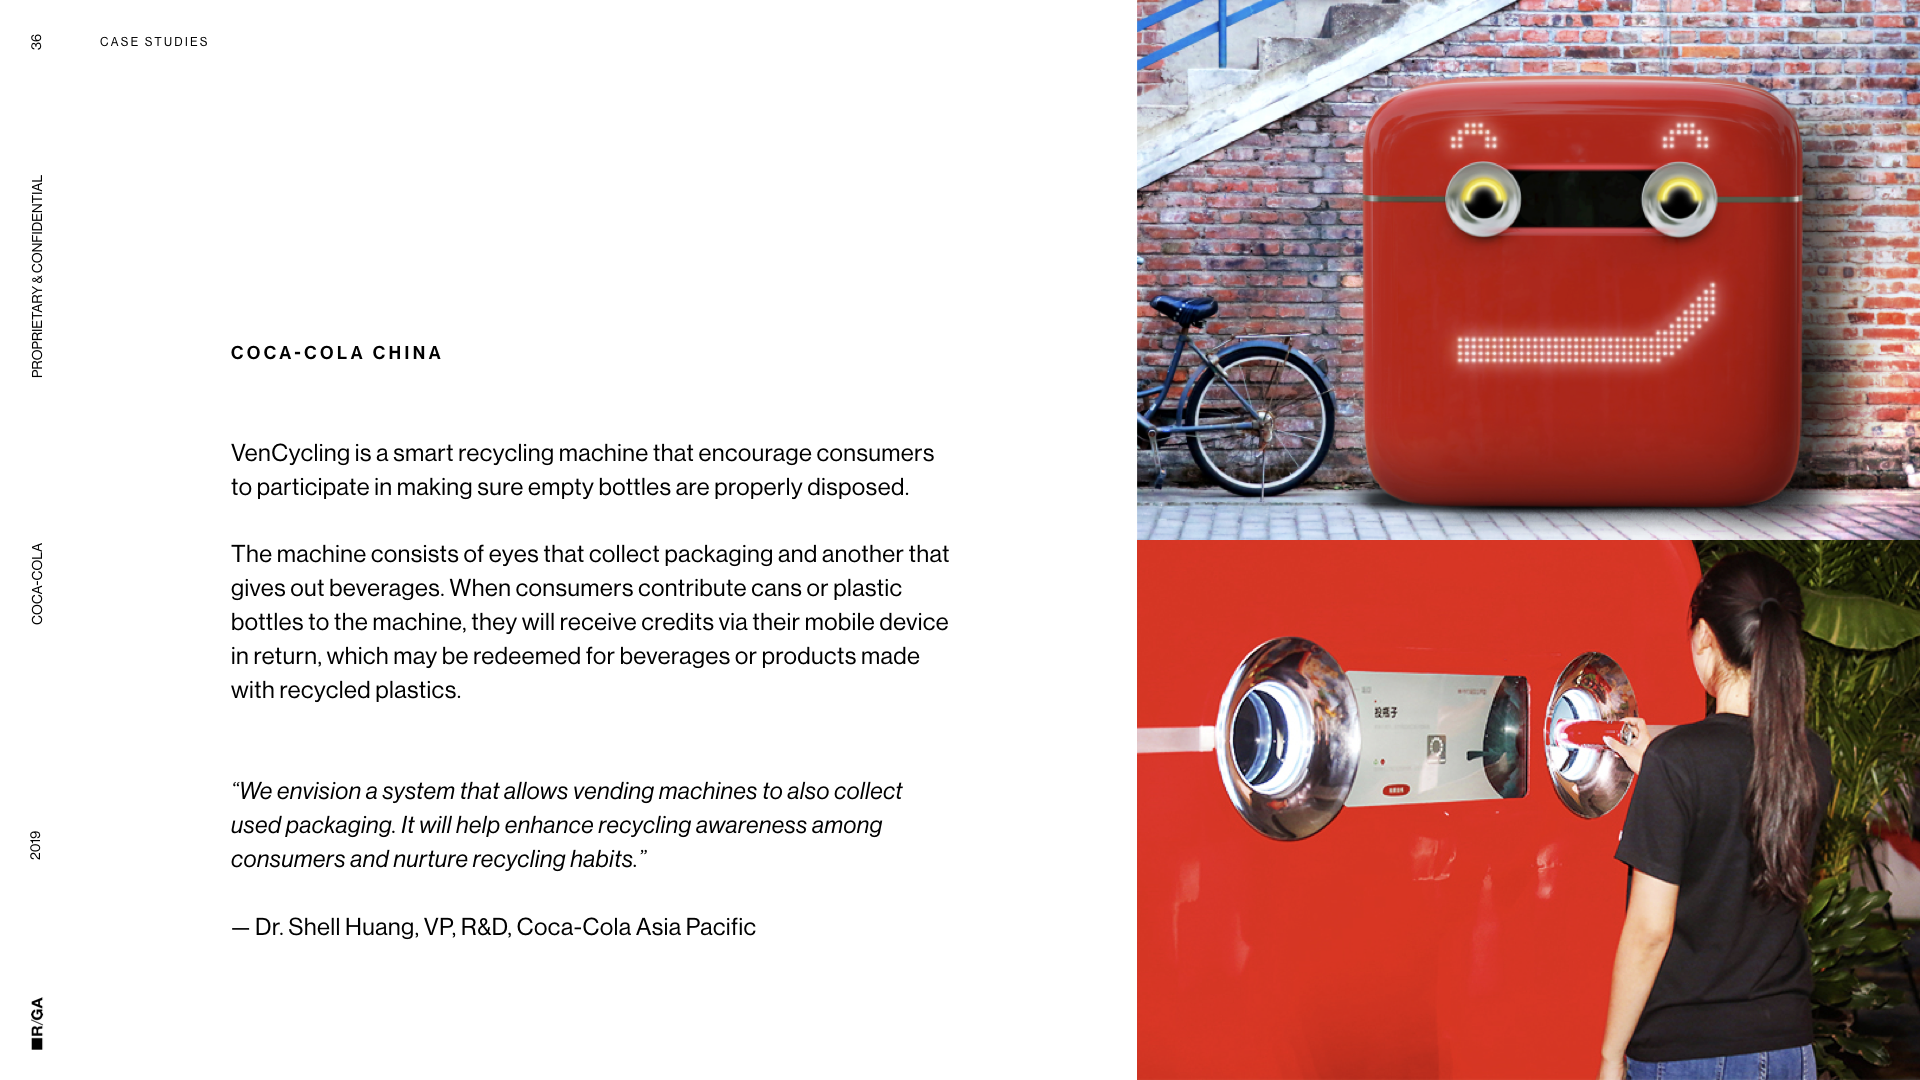 36
CASE STUDIES
PROPRIETARY & CONFIDENTIAL
COCA-COLA
2019
R/GA
COCA-COLA CHINA
VenCycling is a smart recycling machine that encourage consumers
to participate in making sure empty bottles are properly disposed.
The machine consists of eyes that collect packaging and another that
gives out beverages. When consumers contribute cans or plastic
bottles to the machine, they will receive credits via their mobile device
in return, which may be redeemed for beverages or products made
with recycled plastics.
“We envision a system that allows vending machines to also collect
used packaging. It will help enhance recycling awareness among
consumers and nurture recycling habits.”
— Dr. Shell Huang, VP, R&D, Coca-Cola Asia Pacific
投瓶子